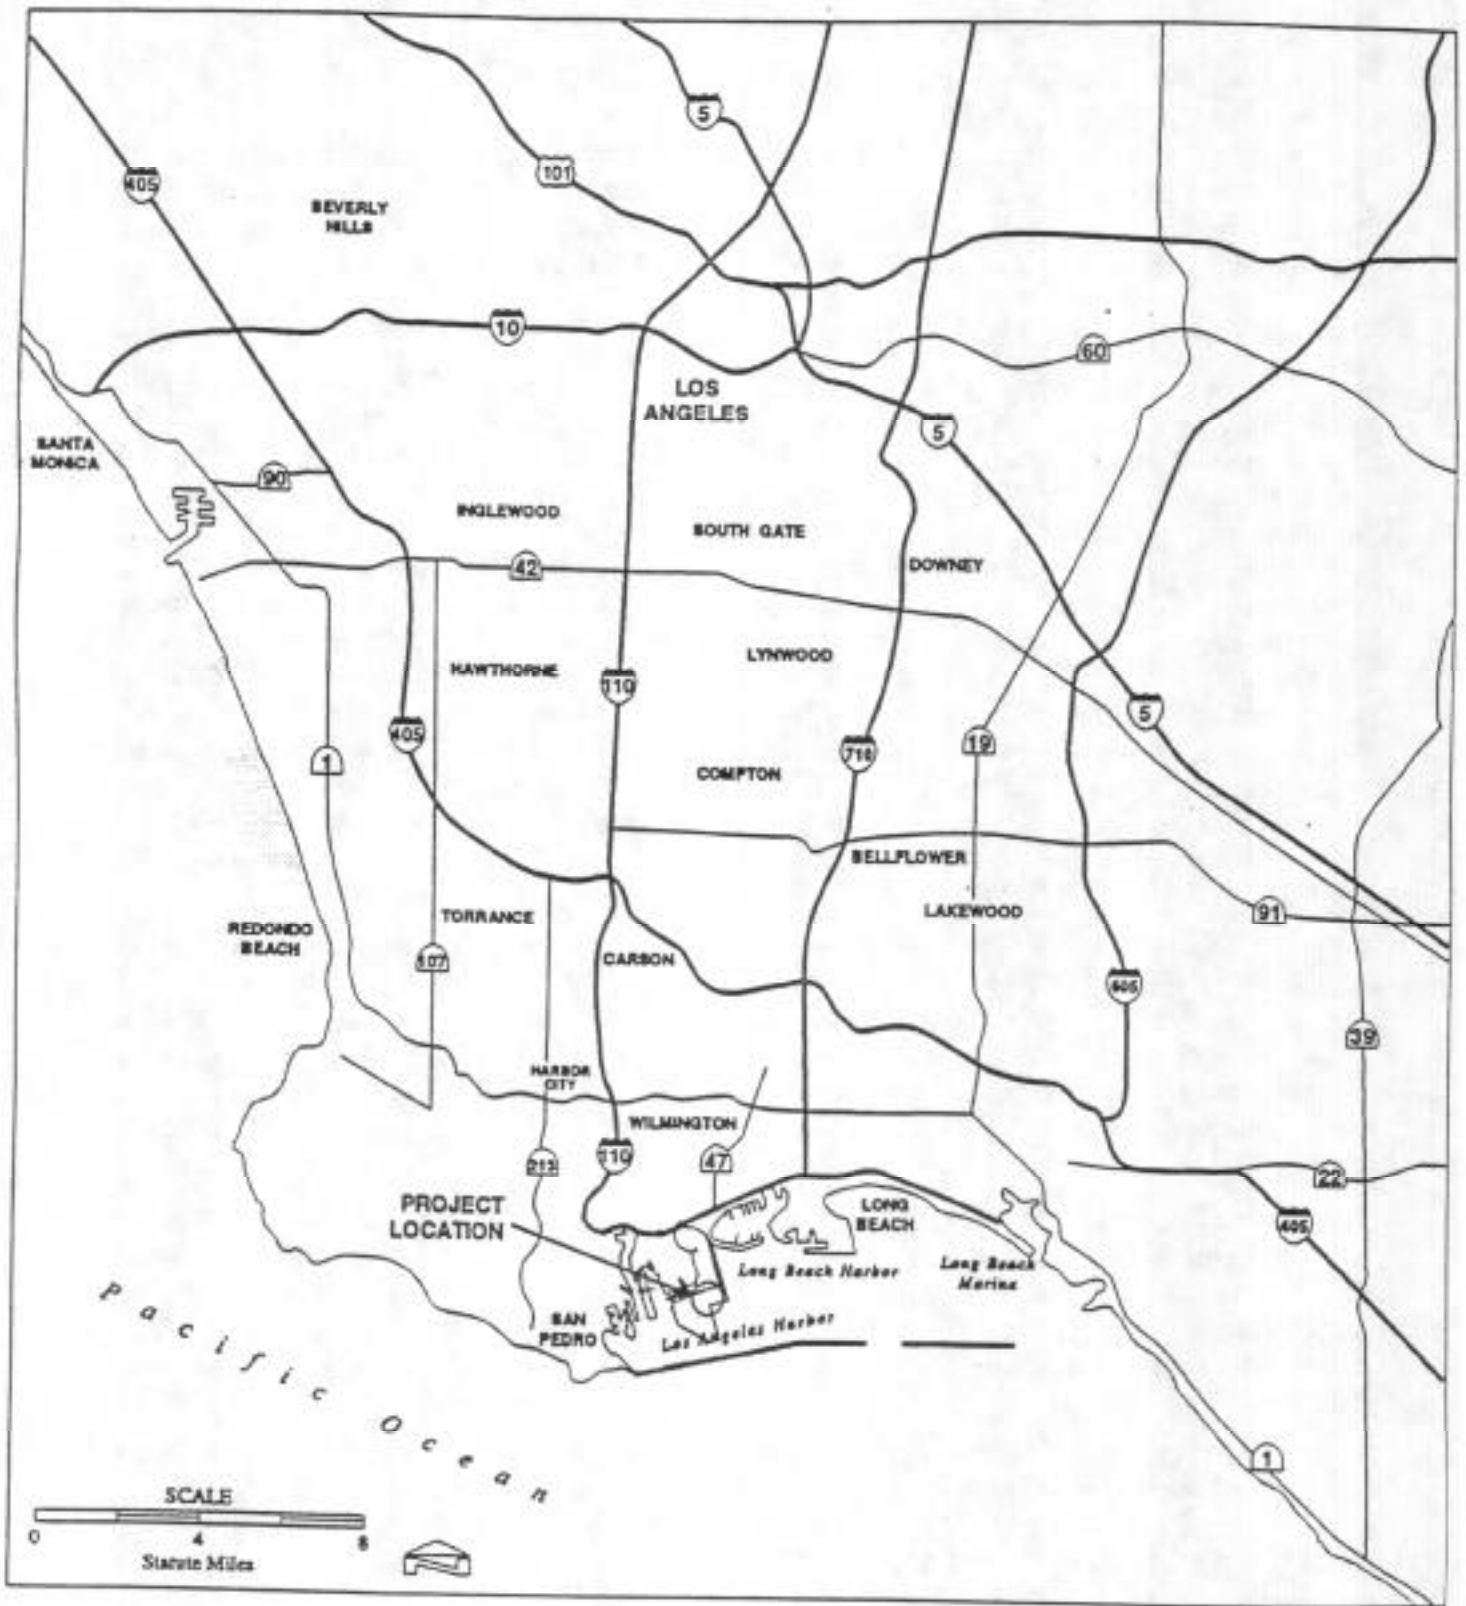 5
101
405
BEVERLY
HILLS
10
60
LOS
ANGELES
5
SANTA
MONICA
90
INGLEWOOD
SOUTH GATE
42
DOWNEY
LYNWOOD
HAWTHORNE
110
5
405
1
710
19
COMPTON
BELLFLOWER
LAKEWOOD
91
TORRANCE
REDONDO
BEACH
107
CARSON
605
39
HARBOR
CITY
WILMINGTON
213
110
47
22
PROJECT
LOCATION
LONG
BEACH
405
Long Beach Harbor
Long Beach
Marina
SAN
PEDRO
Los Angeles Harbor
Pacific Ocean
1
SCALE
0 4 8
Statute Miles